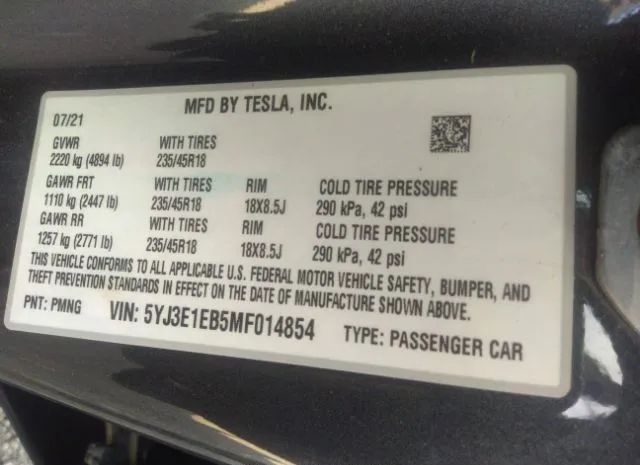 MFD BY TESLA, INC.
07/21
GVWR WITH TIRES
2220 kg (4894 lb) 235/45R18
GAWR FRT WITH TIRES RIM COLD TIRE PRESSURE
1110 kg (2447 lb) 235/45R18 18X8.5J 290 kPa, 42 psi
GAWR RR WITH TIRES RIM COLD TIRE PRESSURE
1257 kg (2771 lb) 235/45R18 18X8.5J 290 kPa, 42 psi
THIS VEHICLE CONFORMS TO ALL APPLICABLE U.S. FEDERAL MOTOR VEHICLE SAFETY, BUMPER, AND
THEFT PREVENTION STANDARDS IN EFFECT ON THE DATE OF MANUFACTURE SHOWN ABOVE.
PNT: PMNG VIN: 5YJ3E1EB5MF014854 TYPE: PASSENGER CAR